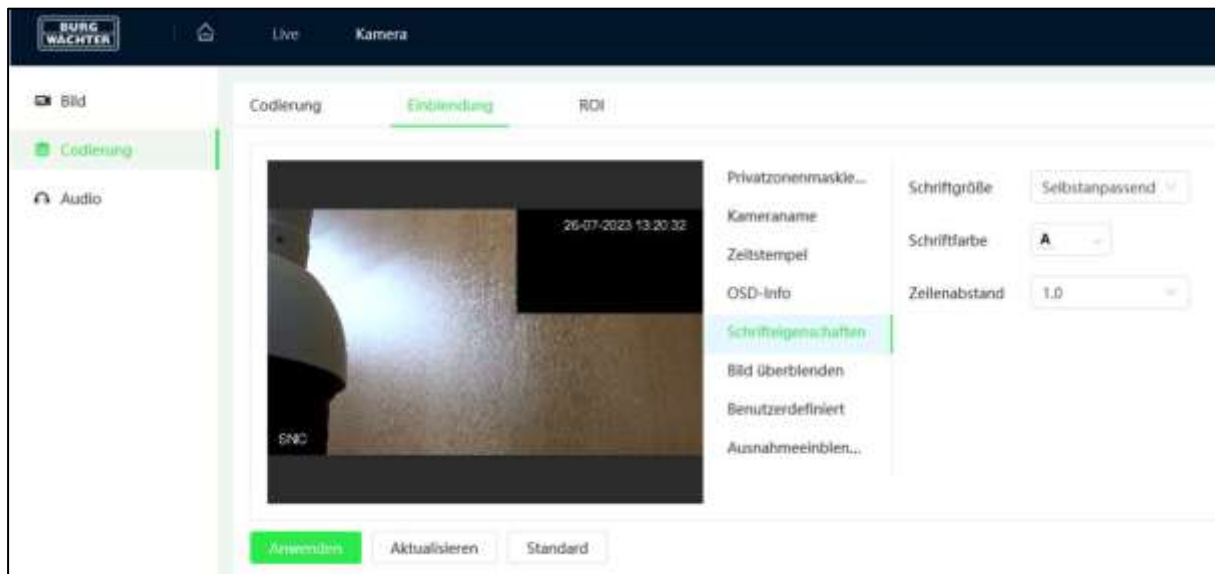 BURG
WÄCHTER
Live Kamera
Bild
Codierung
Audio
Codierung Einblendung ROI
26-07-2023 13:20:32
SNC
Privatzonenmaskie...
Kameraname
Zeitstempel
OSD-Info
Schrifteigenschaften
Bild überblenden
Benutzerdefiniert
Ausnahmeeinblen...
Schriftgröße Selbstanpassend
Schriftfarbe A
Zeilenabstand 1.0
Anwenden Aktualisieren Standard